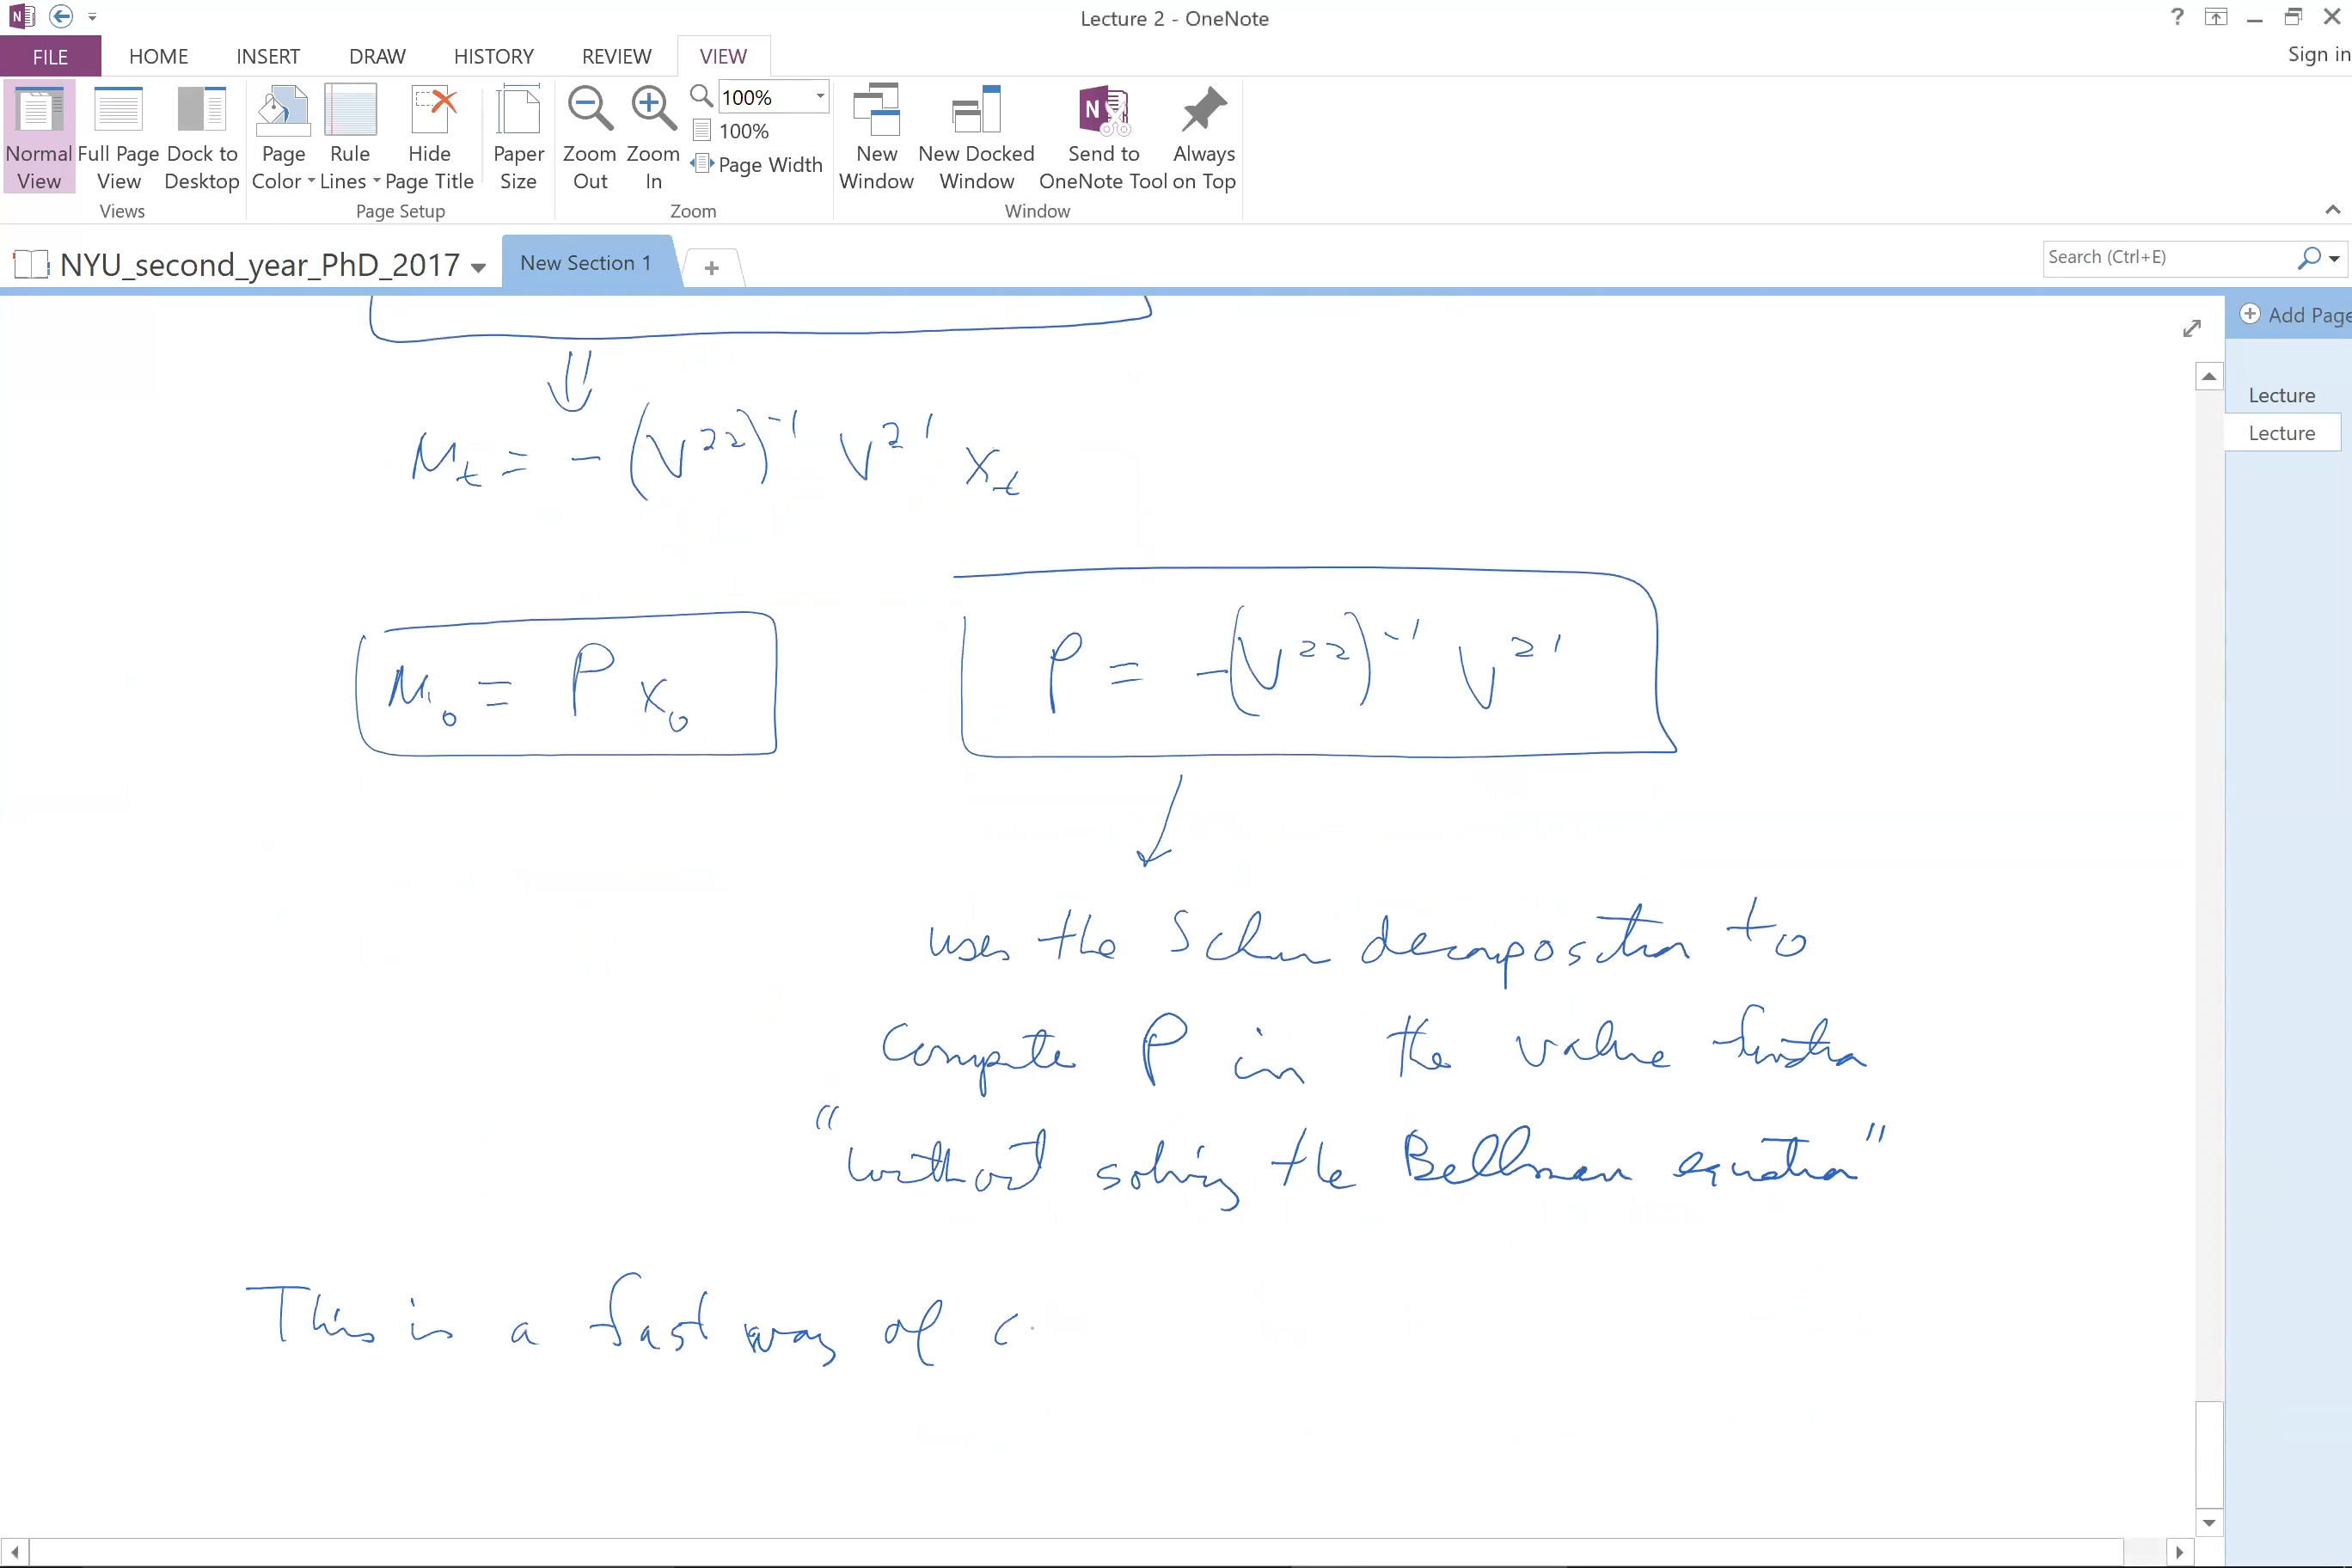 Lecture 2 - OneNote
? 
Sign in
FILE HOME INSERT DRAW HISTORY REVIEW VIEW
Normal View
Full Page View
Dock to Desktop
Views
Page Color
Rule Lines
Hide Page Title
Paper Size
Page Setup
Zoom Out
Zoom In
100%
100%
Page Width
Zoom
New Window
New Docked Window
Send to OneNote Tool
Always on Top
Window
NYU_second_year_PhD_2017
New Section 1
Search (Ctrl+E)
Add Page
Lecture
Lecture
μ_t = - (V^{22})^{-1} V^{21} x_t
μ_0 = P x_0
P = -(V^{22})^{-1} V^{21}
uses the Schur decomposition to
compute P in the value function
"without solving the Bellman equation"
This is a fast way of c